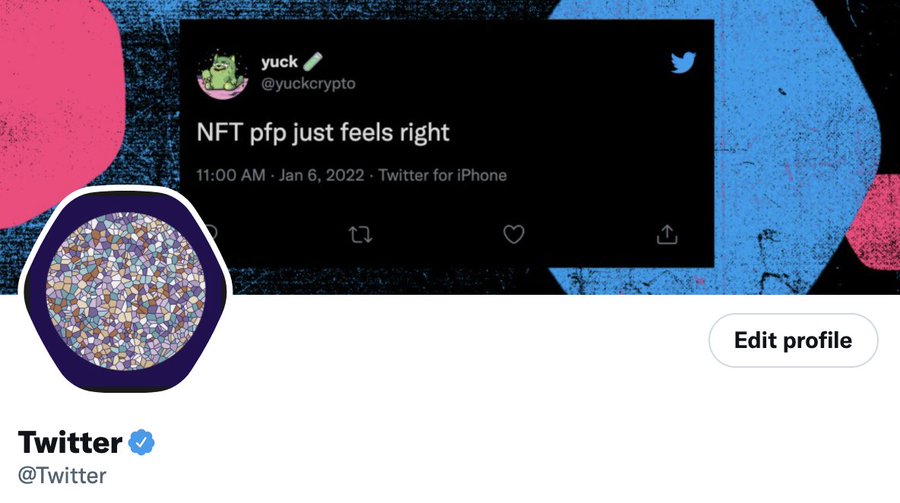 yuck
@yuckcrypto
NFT pfp just feels right
11:00 AM · Jan 6, 2022 · Twitter for iPhone
Edit profile
Twitter
@Twitter